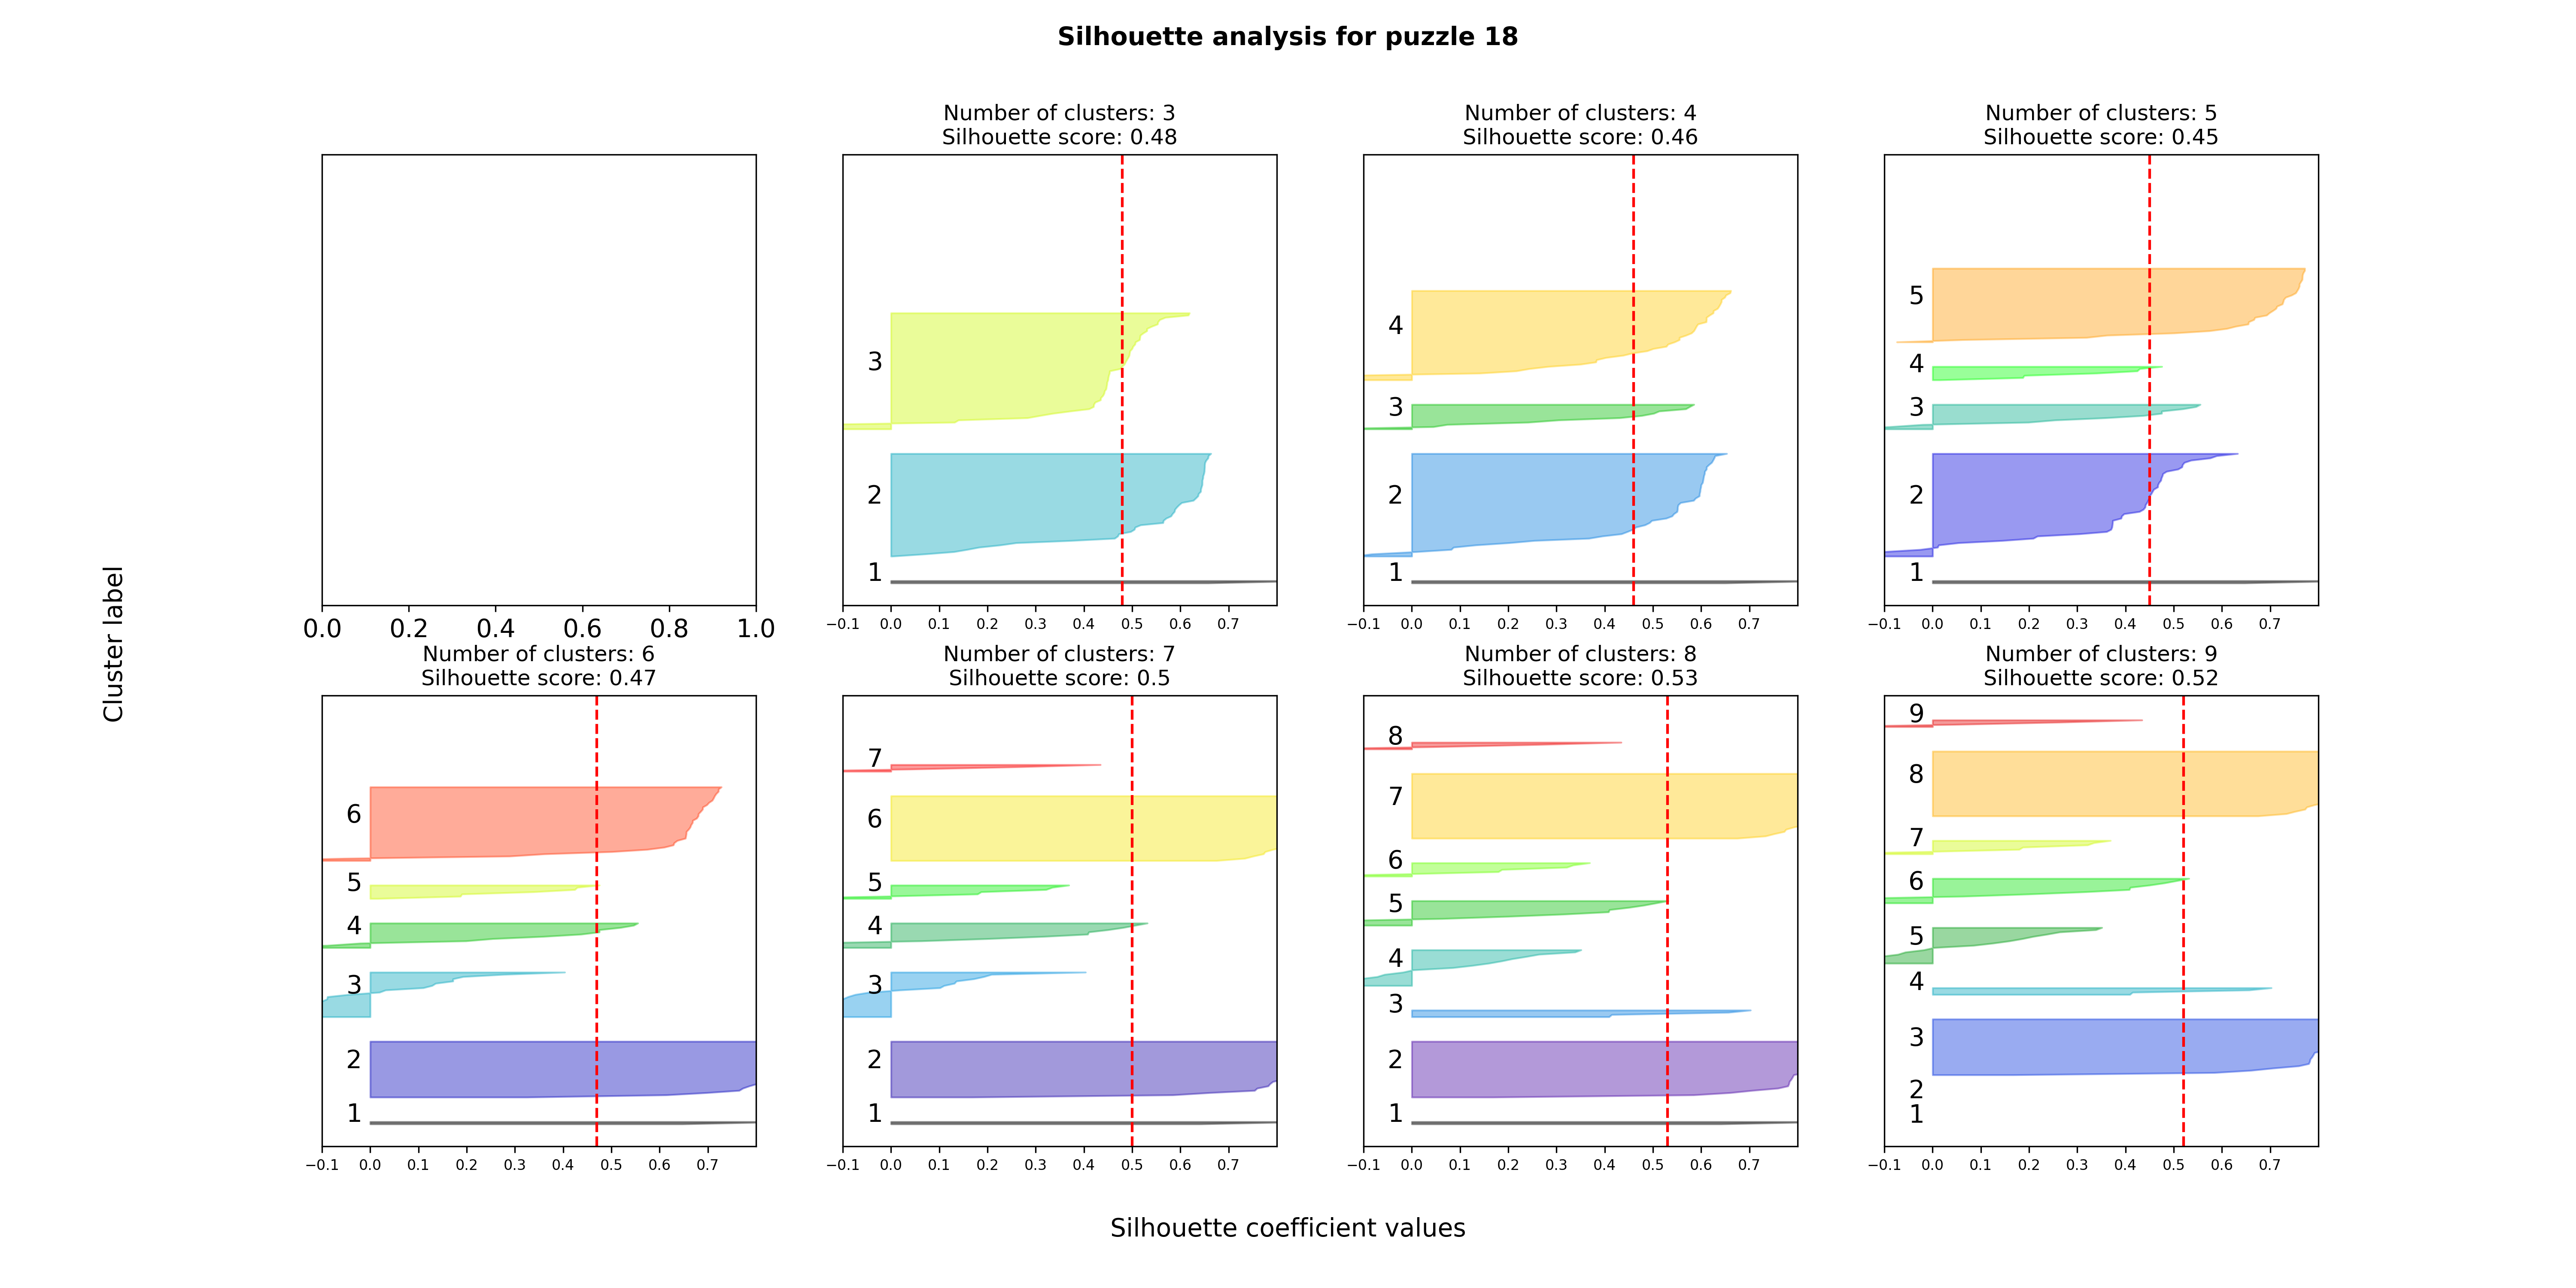 Silhouette analysis for puzzle 18
Number of clusters: 3
Silhouette score: 0.48
Number of clusters: 4
Silhouette score: 0.46
Number of clusters: 5
Silhouette score: 0.45
0.0 0.2 0.4 0.6 0.8 1.0
3
2
1
−0.1 0.0 0.1 0.2 0.3 0.4 0.5 0.6 0.7
4
3
2
1
−0.1 0.0 0.1 0.2 0.3 0.4 0.5 0.6 0.7
5
4
3
2
1
−0.1 0.0 0.1 0.2 0.3 0.4 0.5 0.6 0.7
Cluster label
Number of clusters: 6
Silhouette score: 0.47
6
5
4
3
2
1
−0.1 0.0 0.1 0.2 0.3 0.4 0.5 0.6 0.7
Number of clusters: 7
Silhouette score: 0.5
7
6
5
4
3
2
1
−0.1 0.0 0.1 0.2 0.3 0.4 0.5 0.6 0.7
Number of clusters: 8
Silhouette score: 0.53
8
7
6
5
4
3
2
1
−0.1 0.0 0.1 0.2 0.3 0.4 0.5 0.6 0.7
Number of clusters: 9
Silhouette score: 0.52
9
8
7
6
5
4
3
2
1
−0.1 0.0 0.1 0.2 0.3 0.4 0.5 0.6 0.7
Silhouette coefficient values